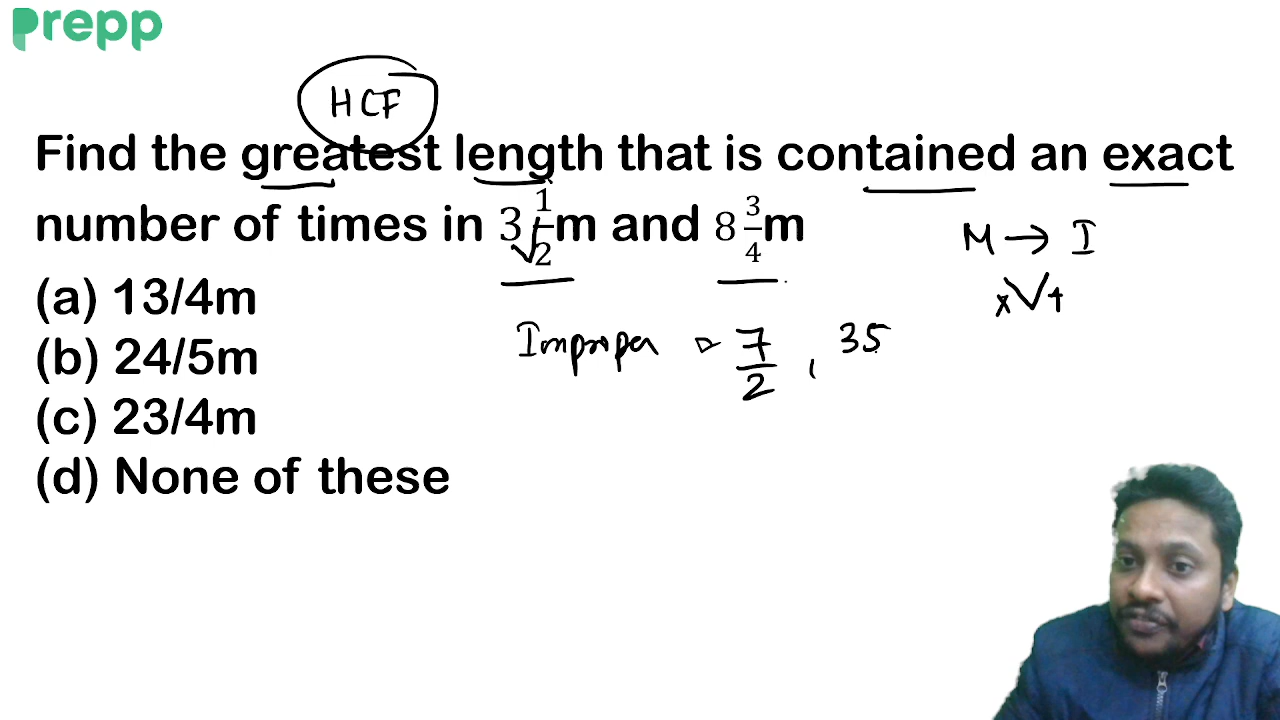 Prepp
HCF
Find the greatest length that is contained an exact
number of times in 3 1/2 m and 8 3/4 m
M → I
(a) 13/4m
x +
Improper 7/2 , 35
(b) 24/5m
(c) 23/4m
(d) None of these